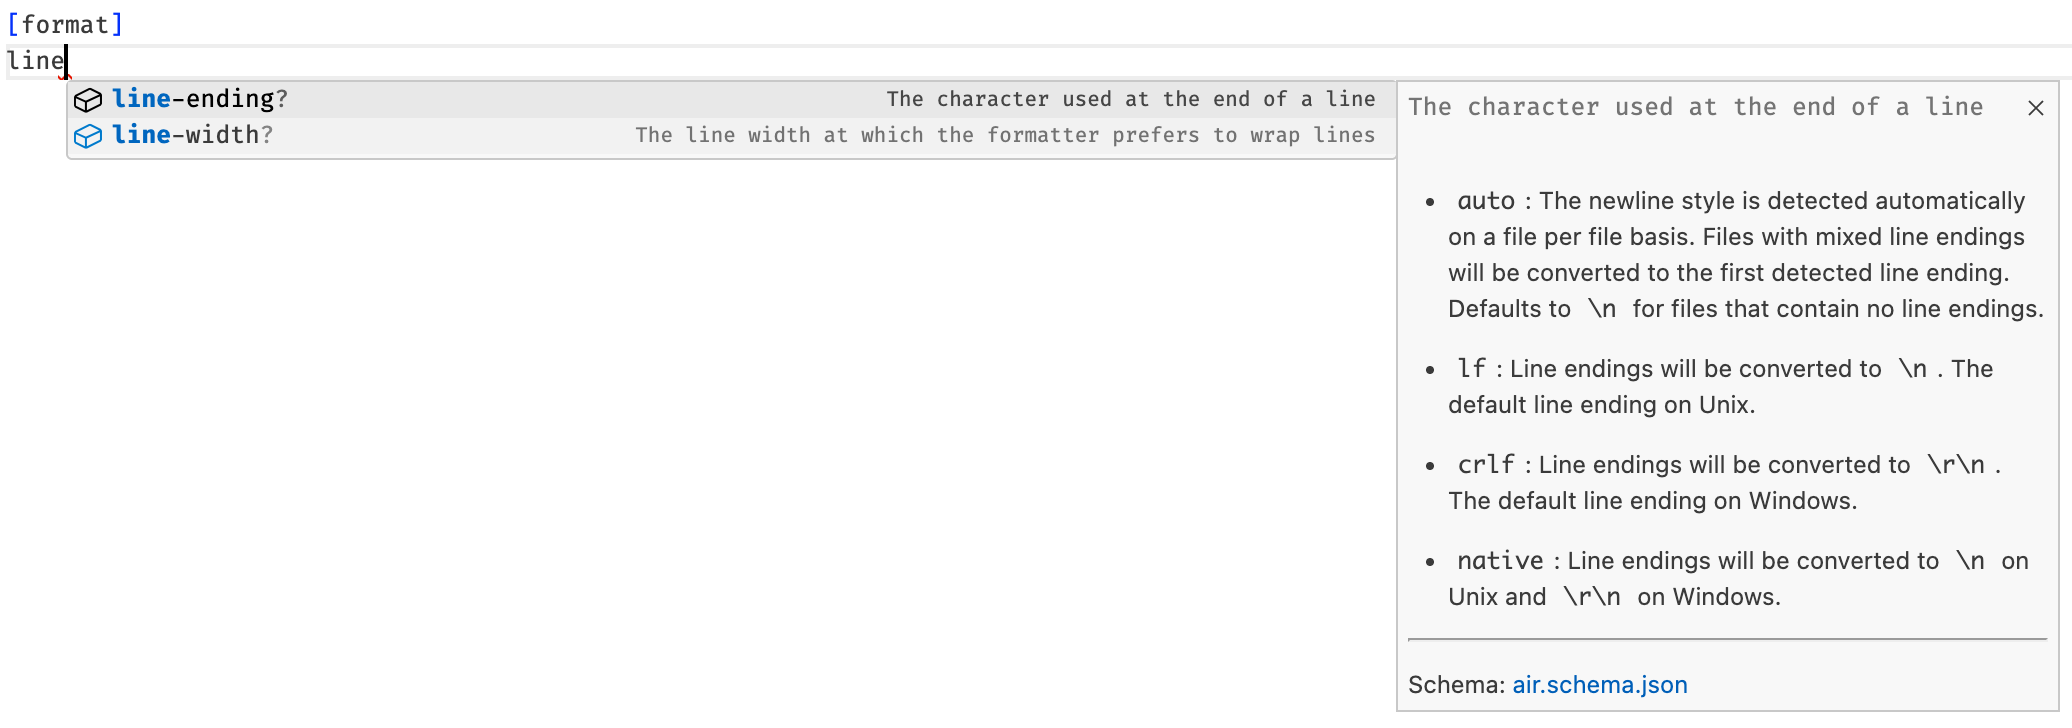 [format]
line
line-ending? The character used at the end of a line
line-width? The line width at which the formatter prefers to wrap lines
The character used at the end of a line
• auto : The newline style is detected automatically
on a file per file basis. Files with mixed line endings
will be converted to the first detected line ending.
Defaults to \n for files that contain no line endings.
• lf : Line endings will be converted to \n . The
default line ending on Unix.
• crlf : Line endings will be converted to \r\n .
The default line ending on Windows.
• native : Line endings will be converted to \n on
Unix and \r\n on Windows.
Schema: air.schema.json